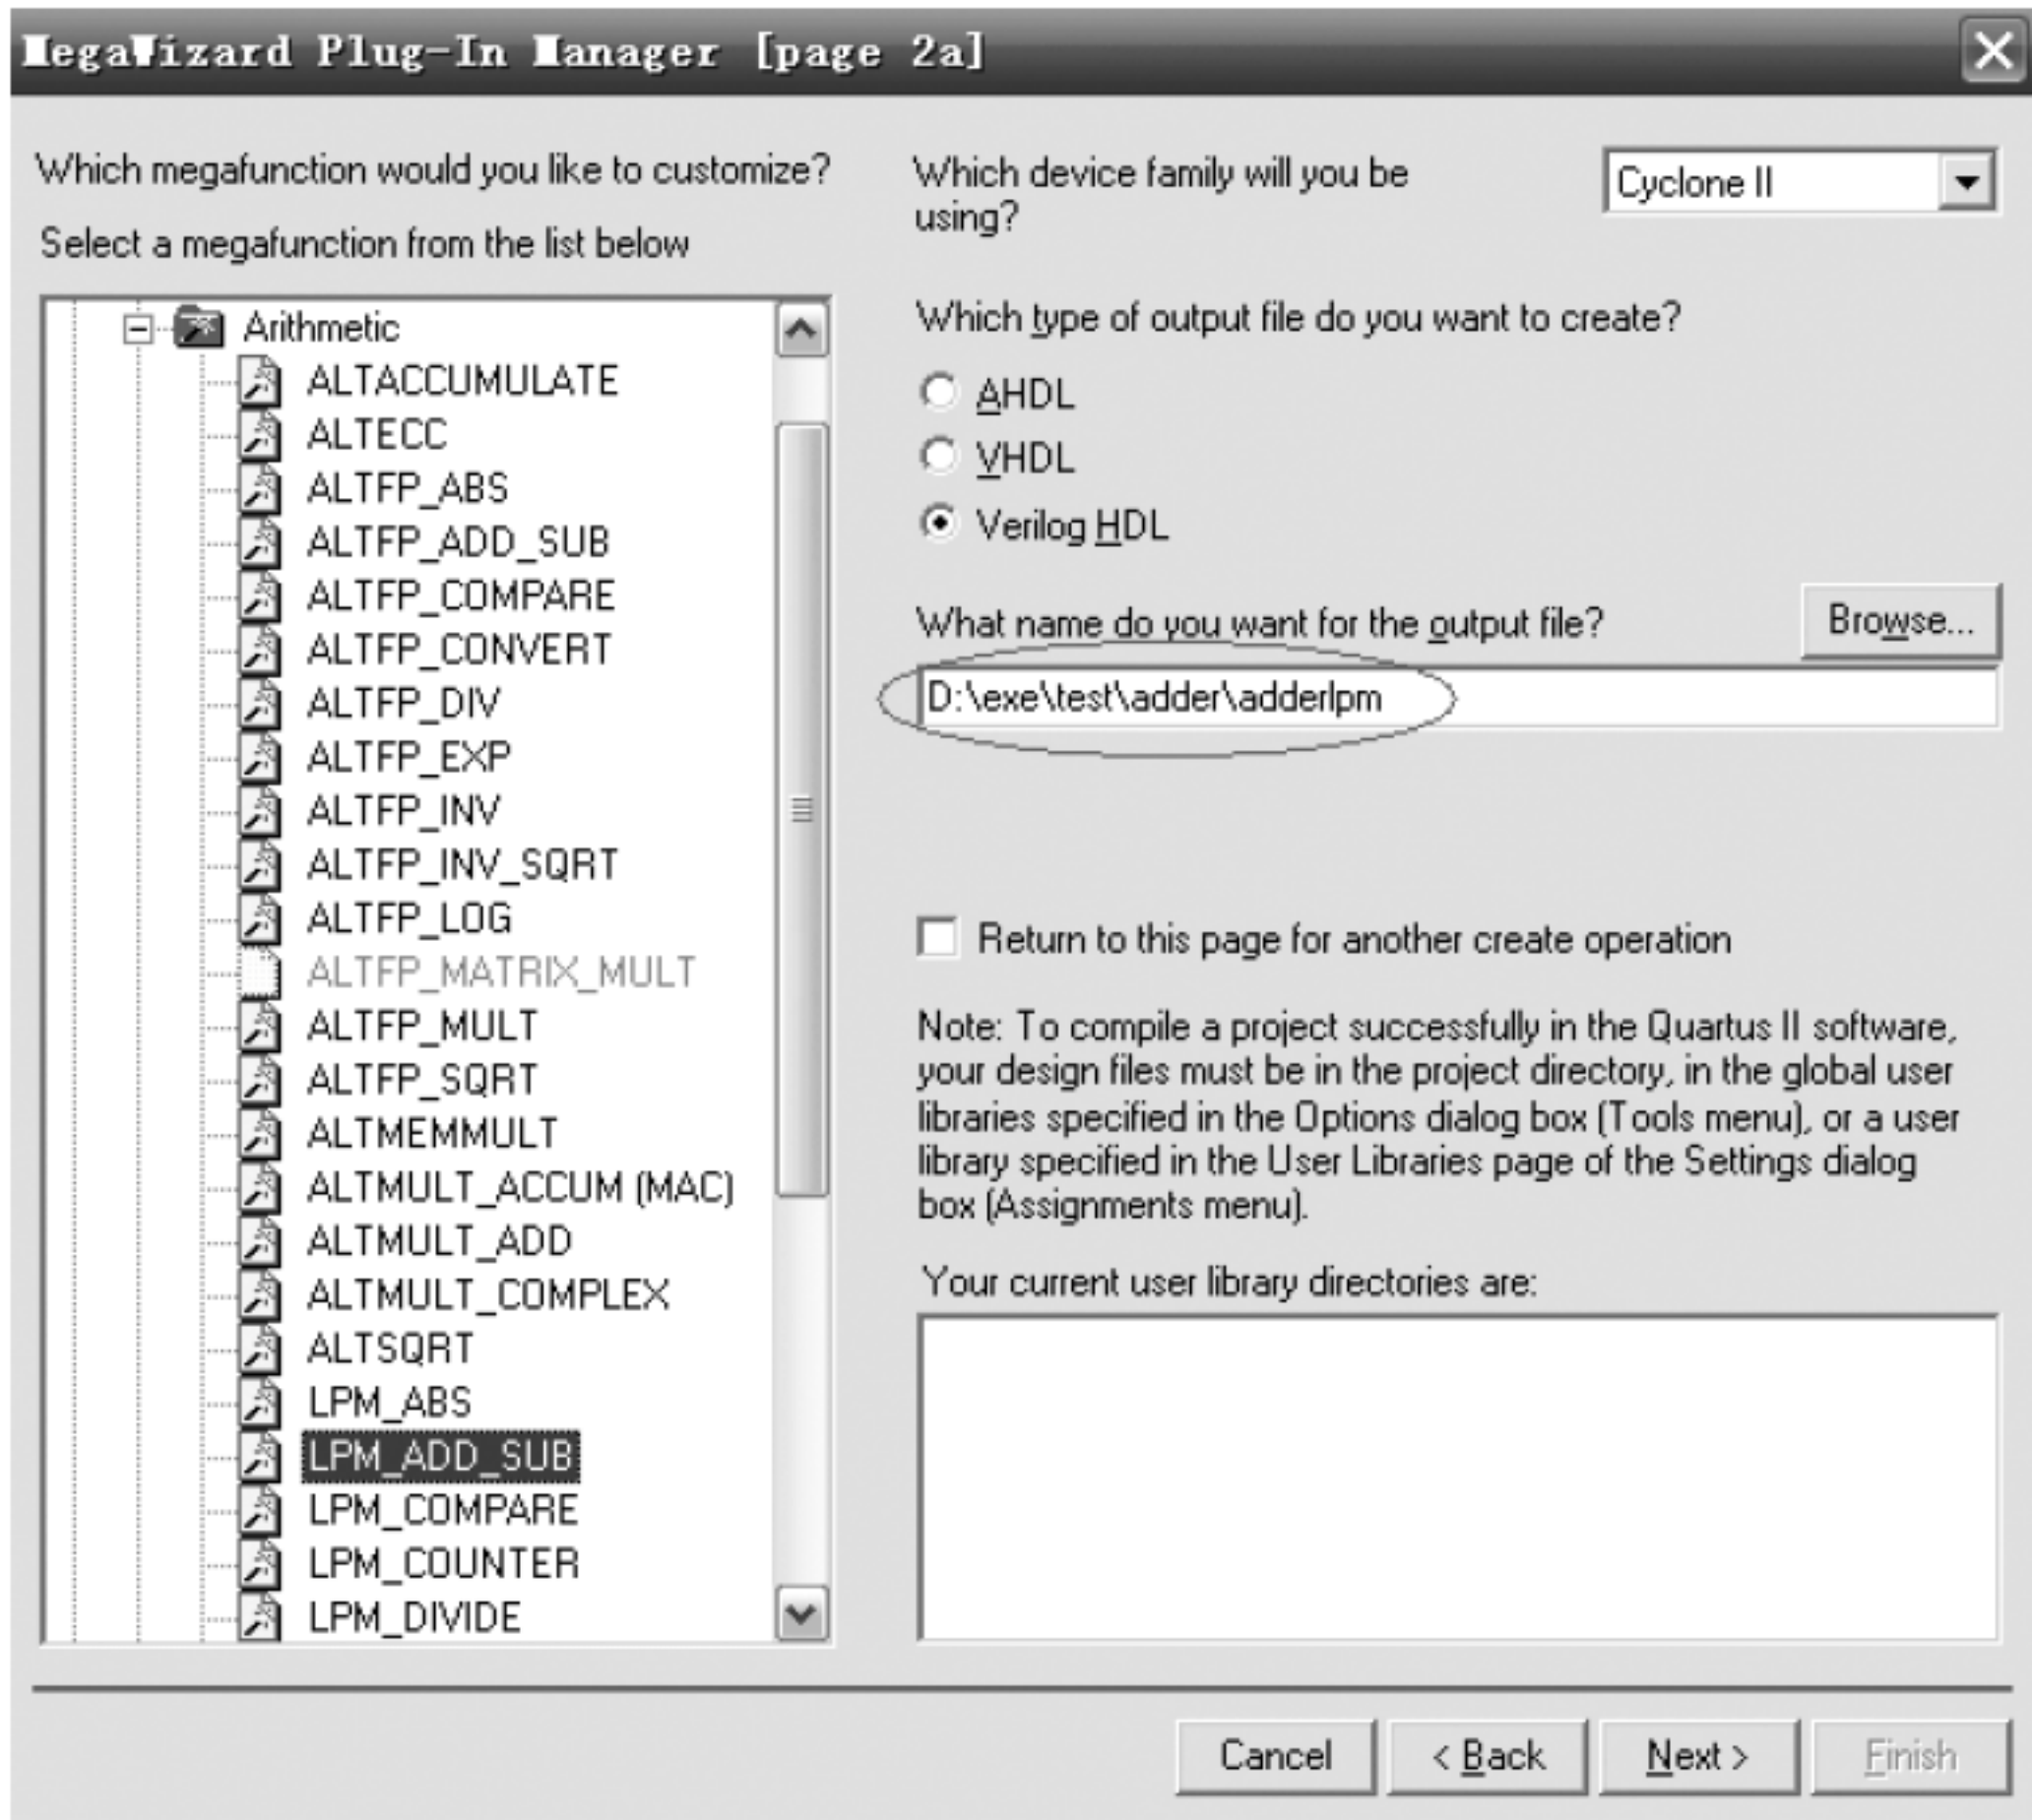 MegaWizard Plug-In Manager [page 2a]
Which megafunction would you like to customize?
Select a megafunction from the list below
Arithmetic
ALTACCUMULATE
ALTECC
ALTFP_ABS
ALTFP_ADD_SUB
ALTFP_COMPARE
ALTFP_CONVERT
ALTFP_DIV
ALTFP_EXP
ALTFP_INV
ALTFP_INV_SQRT
ALTFP_LOG
ALTFP_MATRIX_MULT
ALTFP_MULT
ALTFP_SQRT
ALTMEMMULT
ALTMULT_ACCUM (MAC)
ALTMULT_ADD
ALTMULT_COMPLEX
ALTSQRT
LPM_ABS
LPM_ADD_SUB
LPM_COMPARE
LPM_COUNTER
LPM_DIVIDE
Which device family will you be
using?
Cyclone II
Which type of output file do you want to create?
AHDL
VHDL
Verilog HDL
What name do you want for the output file?
Browse...
D:\exe\test\adder\adderlpm
Return to this page for another create operation
Note: To compile a project successfully in the Quartus II software,
your design files must be in the project directory, in the global user
libraries specified in the Options dialog box (Tools menu), or a user
library specified in the User Libraries page of the Settings dialog
box (Assignments menu).
Your current user library directories are:
Cancel
< Back
Next >
Finish